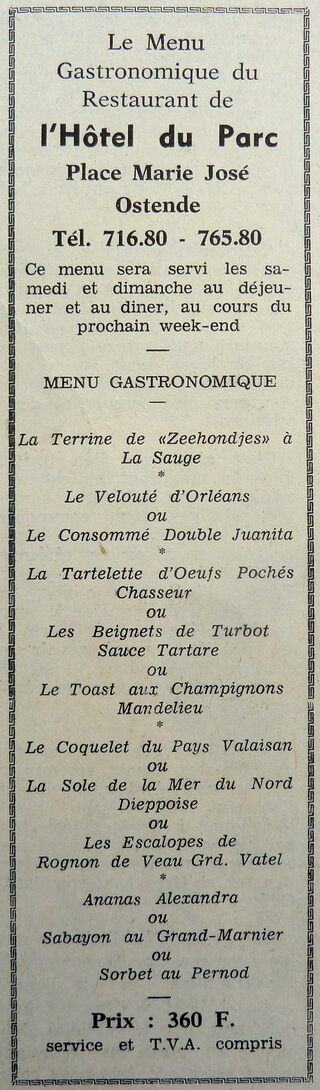 Le Menu
Gastronomique du
Restaurant de
l'Hôtel du Parc
Place Marie José
Ostende
Tél. 716.80 - 765.80
Ce menu sera servi les sa-
medi et dimanche au déjeu-
ner et au diner, au cours du
prochain week-end
—
MENU GASTRONOMIQUE
—
La Terrine de «Zeehondjes» à
La Sauge
*
Le Velouté d'Orléans
ou
Le Consommé Double Juanita
*
La Tartelette d'Oeufs Pochés
Chasseur
ou
Les Beignets de Turbot
Sauce Tartare
ou
Le Toast aux Champignons
Mandelieu
*
Le Coquelet du Pays Valaisan
ou
La Sole de la Mer du Nord
Dieppoise
ou
Les Escalopes de
Rognon de Veau Grd. Vatel
*
Ananas Alexandra
ou
Sabayon au Grand-Marnier
ou
Sorbet au Pernod
—
Prix : 360 F.
service et T.V.A. compris